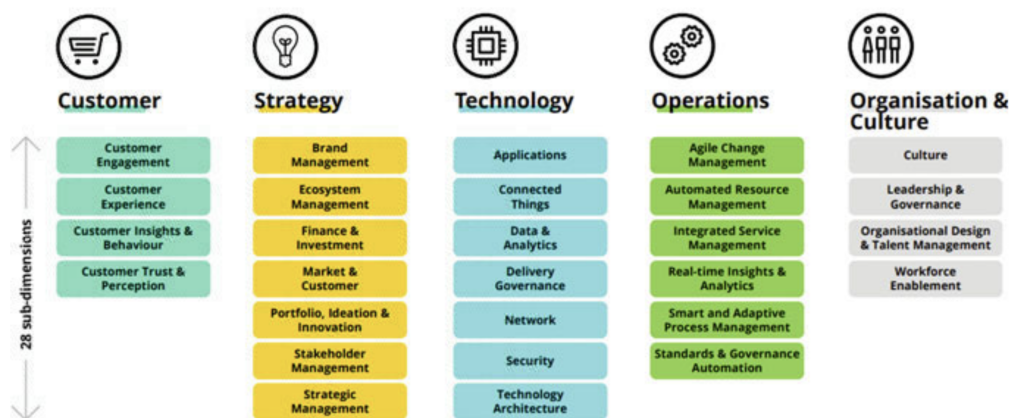 Customer
Strategy
Technology
Operations
Organisation &
Culture
28 sub-dimensions
Customer
Engagement
Customer
Experience
Customer Insights &
Behaviour
Customer Trust &
Perception
Brand
Management
Ecosystem
Management
Finance &
Investment
Market &
Customer
Portfolio, Ideation &
Innovation
Stakeholder
Management
Strategic
Management
Applications
Connected
Things
Data &
Analytics
Delivery
Governance
Network
Security
Technology
Architecture
Agile Change
Management
Automated Resource
Management
Integrated Service
Management
Real-time Insights &
Analytics
Smart and Adaptive
Process Management
Standards & Governance
Automation
Culture
Leadership &
Governance
Organisational Design
& Talent Management
Workforce
Enablement